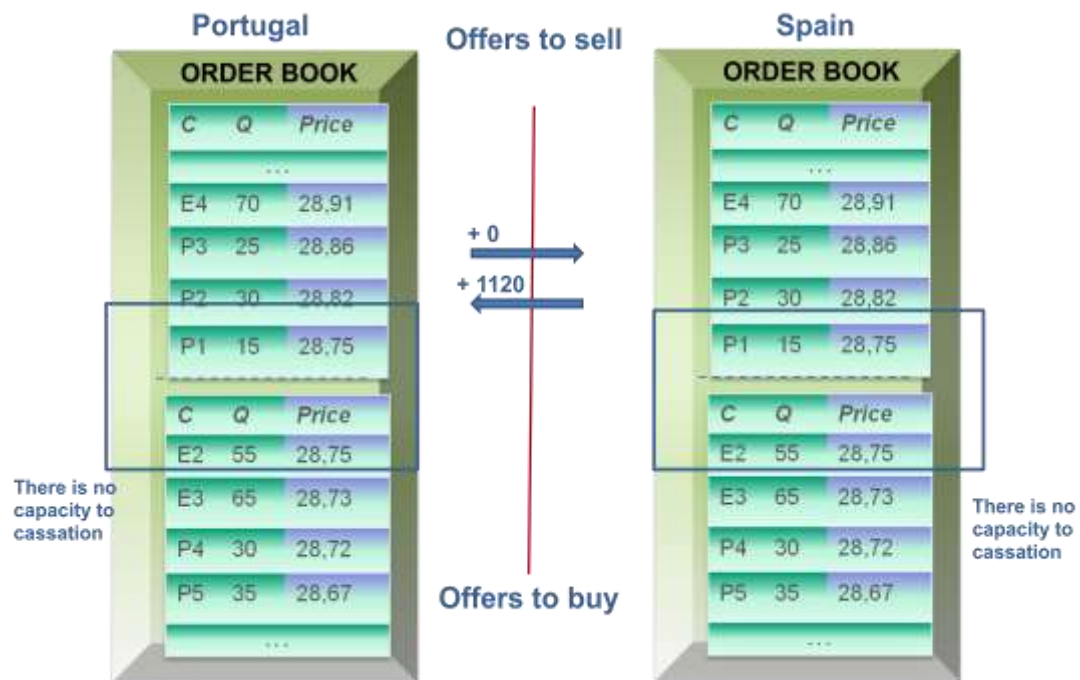 Portugal
Offers to sell
Spain
ORDER BOOK
C Q Price
...
E4 70 28,91
P3 25 28,86
P2 30 28,82
P1 15 28,75
C Q Price
E2 55 28,75
E3 65 28,73
P4 30 28,72
P5 35 28,67
...
There is no
capacity to
cassation
+ 0
+ 1120
Offers to buy
ORDER BOOK
C Q Price
...
E4 70 28,91
P3 25 28,86
P2 30 28,82
P1 15 28,75
C Q Price
E2 55 28,75
E3 65 28,73
P4 30 28,72
P5 35 28,67
...
There is no
capacity to
cassation